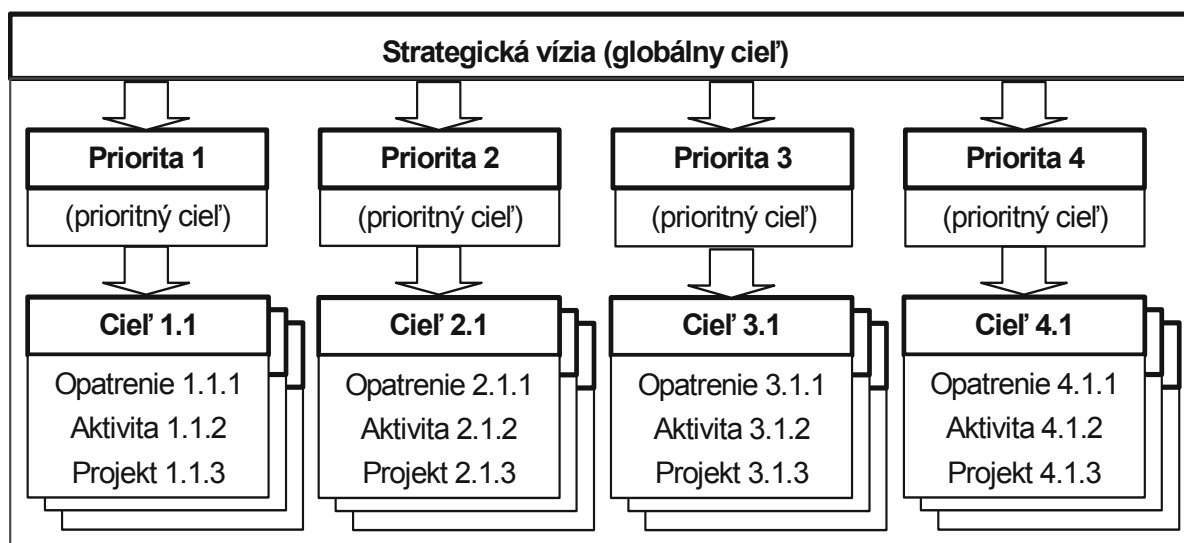 Strategická vízia (globálny cieľ)
Priorita 1
Priorita 2
Priorita 3
Priorita 4
(prioritný cieľ)
(prioritný cieľ)
(prioritný cieľ)
(prioritný cieľ)
Cieľ 1.1
Cieľ 2.1
Cieľ 3.1
Cieľ 4.1
Opatrenie 1.1.1
Aktivita 1.1.2
Projekt 1.1.3
Opatrenie 2.1.1
Aktivita 2.1.2
Projekt 2.1.3
Opatrenie 3.1.1
Aktivita 3.1.2
Projekt 3.1.3
Opatrenie 4.1.1
Aktivita 4.1.2
Projekt 4.1.3